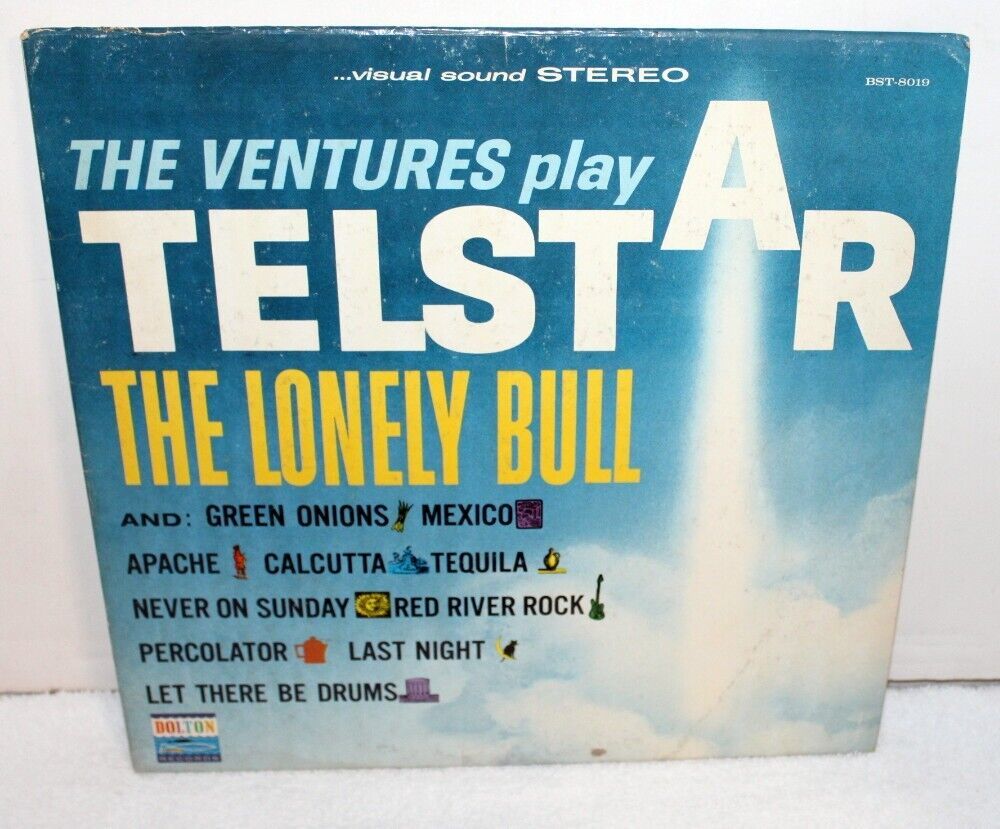 ...visual sound STEREO
BST-8019
THE VENTURES play
TELSTAR
THE LONELY BULL
AND: GREEN ONIONS MEXICO
APACHE CALCUTTA TEQUILA
NEVER ON SUNDAY RED RIVER ROCK
PERCOLATOR LAST NIGHT
LET THERE BE DRUMS
DOLTON
RECORDS